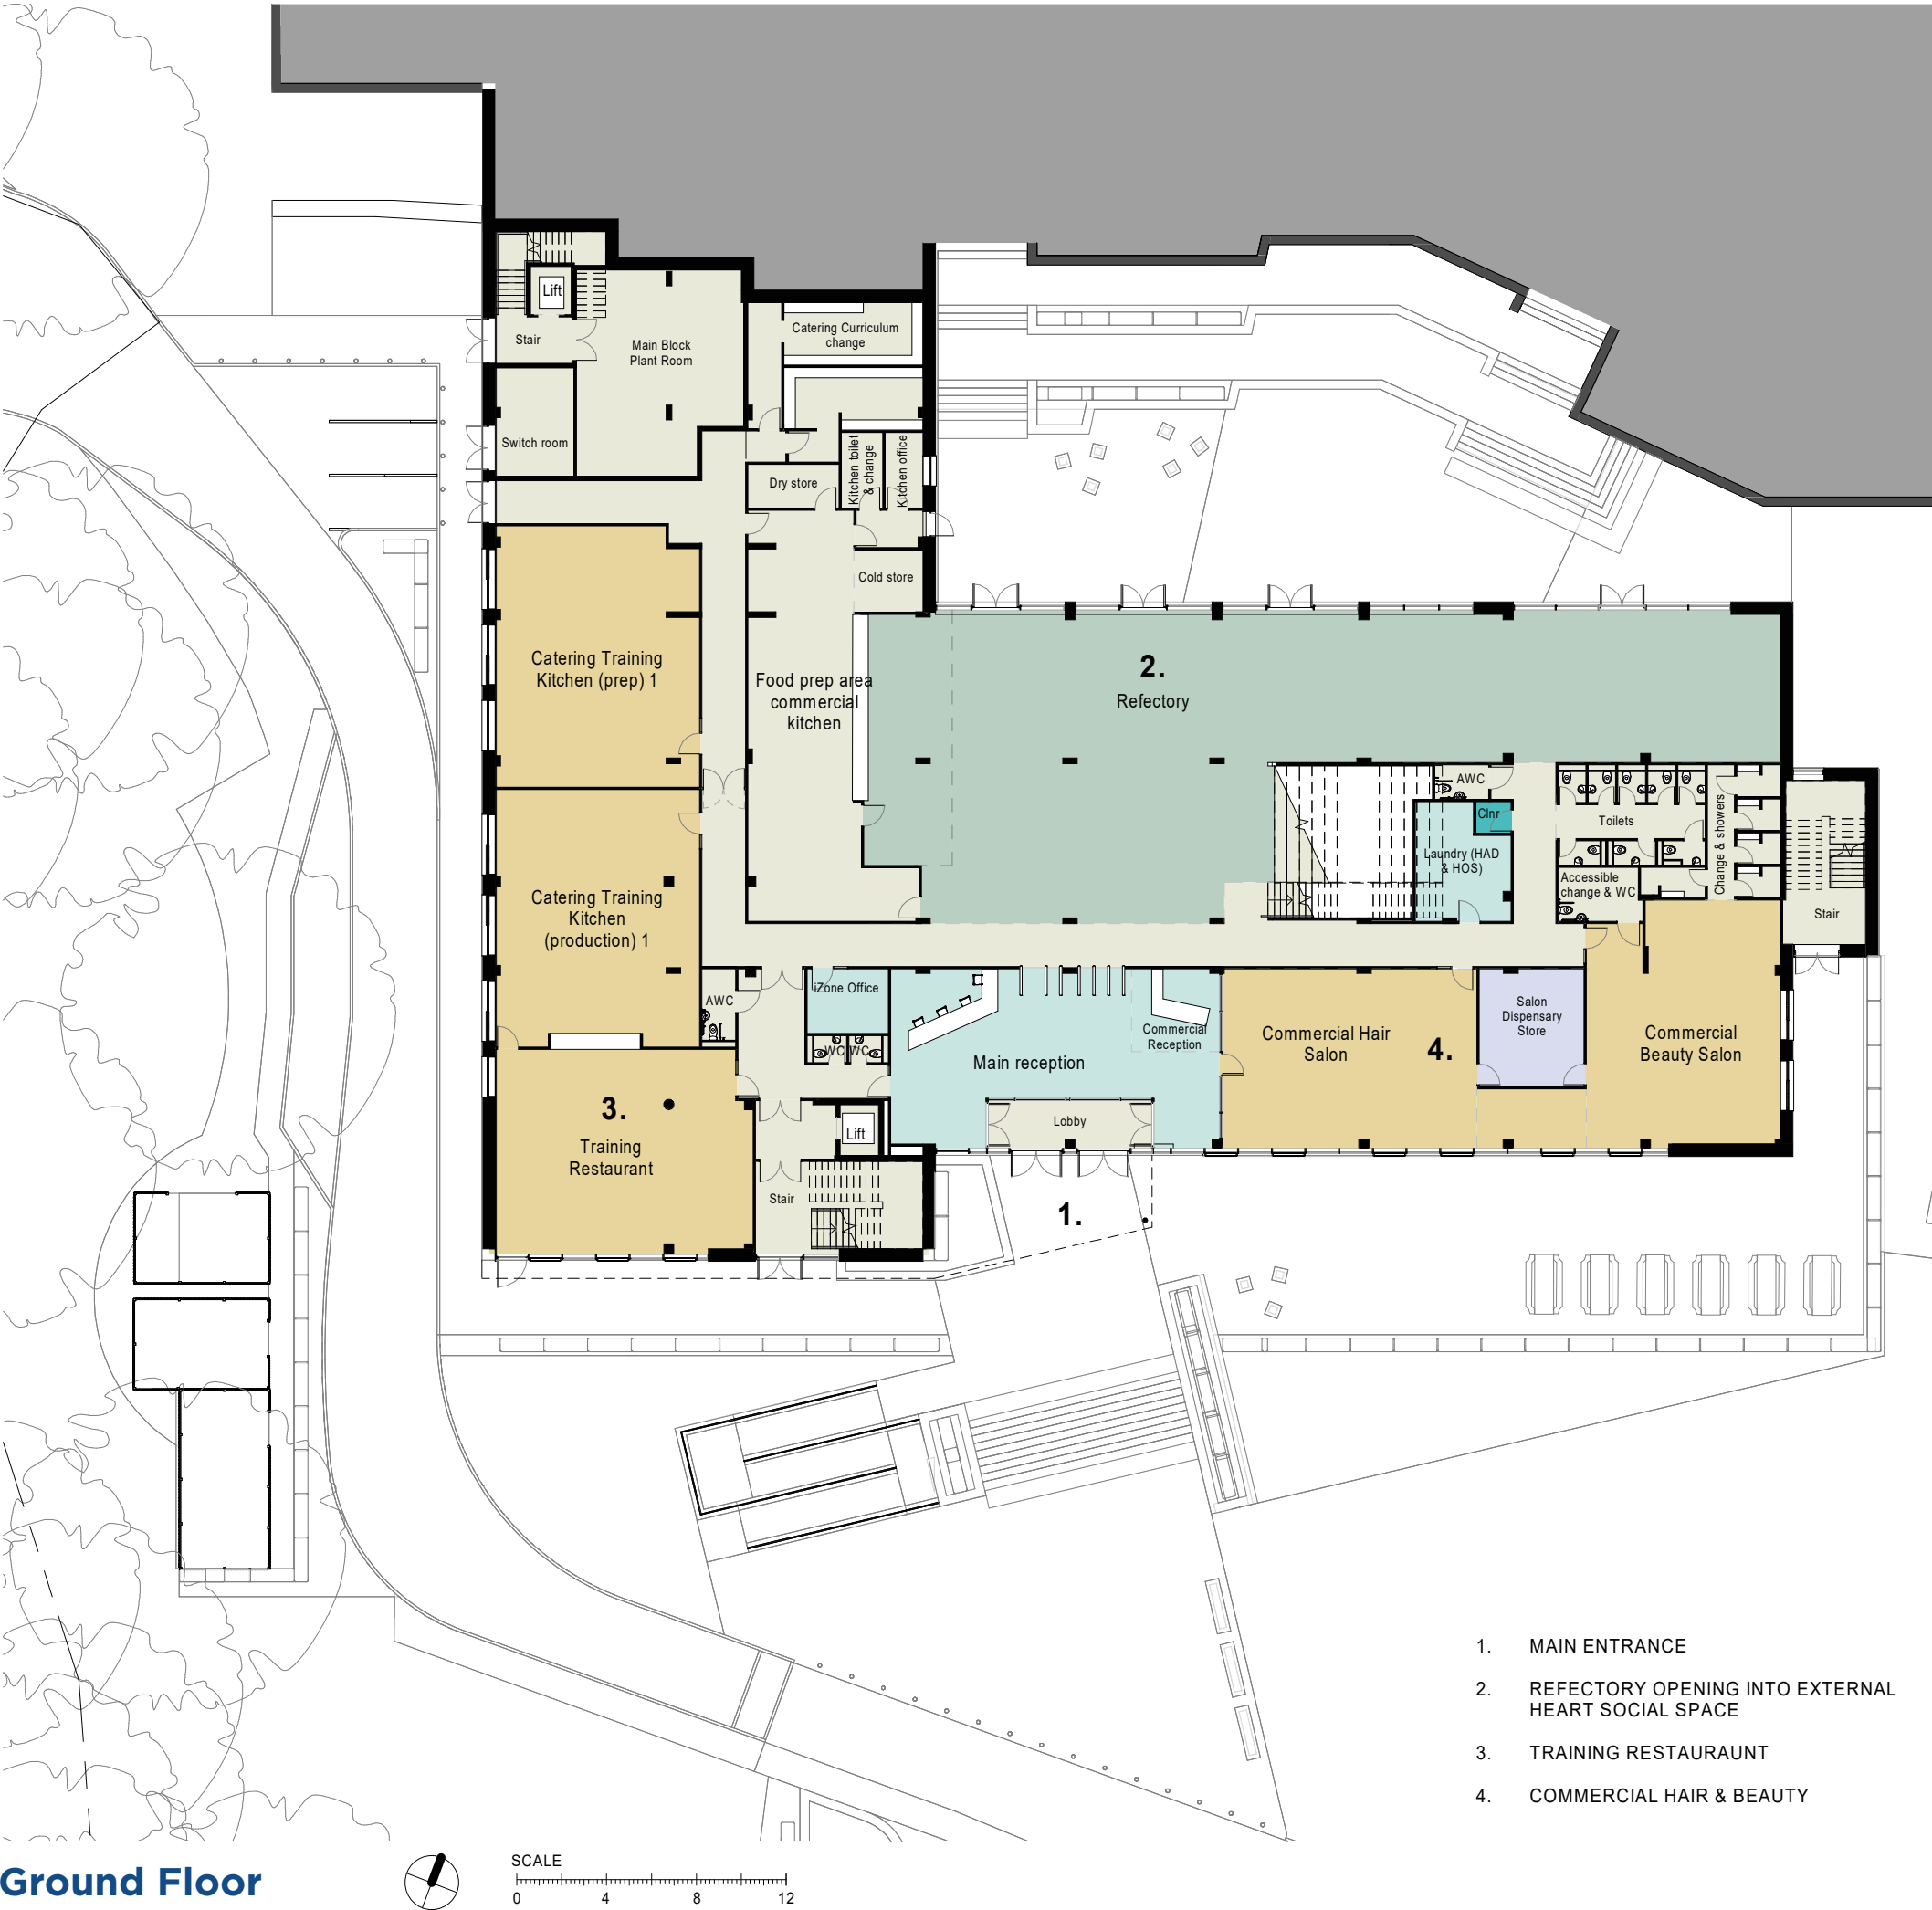 Lift
Stair
Main Block
Plant Room
Catering Curriculum
change
Switch room
Dry store
Kitchen toilet
& change
Kitchen office
Cold store
Catering Training
Kitchen (prep) 1
Food prep area
commercial
kitchen
2.
Refectory
AWC
Clnr
Laundry (HAD
& HOS)
Toilets
Change & showers
Accessible
change & WC
Stair
Catering Training
Kitchen
(production) 1
AWC
iZone Office
WC WC
Main reception
Commercial
Reception
Commercial Hair
Salon
4.
Salon
Dispensary
Store
Commercial
Beauty Salon
3.
Training
Restaurant
Lobby
Lift
Stair
1.
1. MAIN ENTRANCE
2. REFECTORY OPENING INTO EXTERNAL
HEART SOCIAL SPACE
3. TRAINING RESTAURAUNT
4. COMMERCIAL HAIR & BEAUTY
Ground Floor
SCALE
0 4 8 12